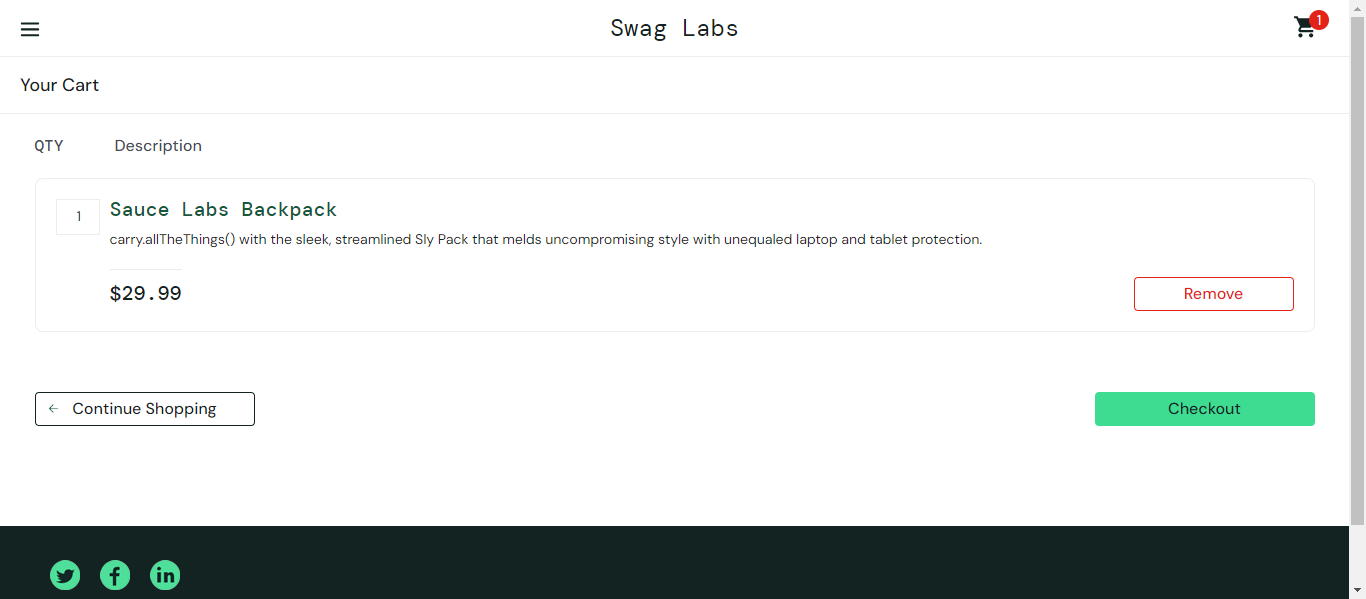 Swag Labs
1
Your Cart
QTY Description
1
Sauce Labs Backpack
carry.allTheThings() with the sleek, streamlined Sly Pack that melds uncompromising style with unequaled laptop and tablet protection.
$29.99
Remove
Continue Shopping
Checkout